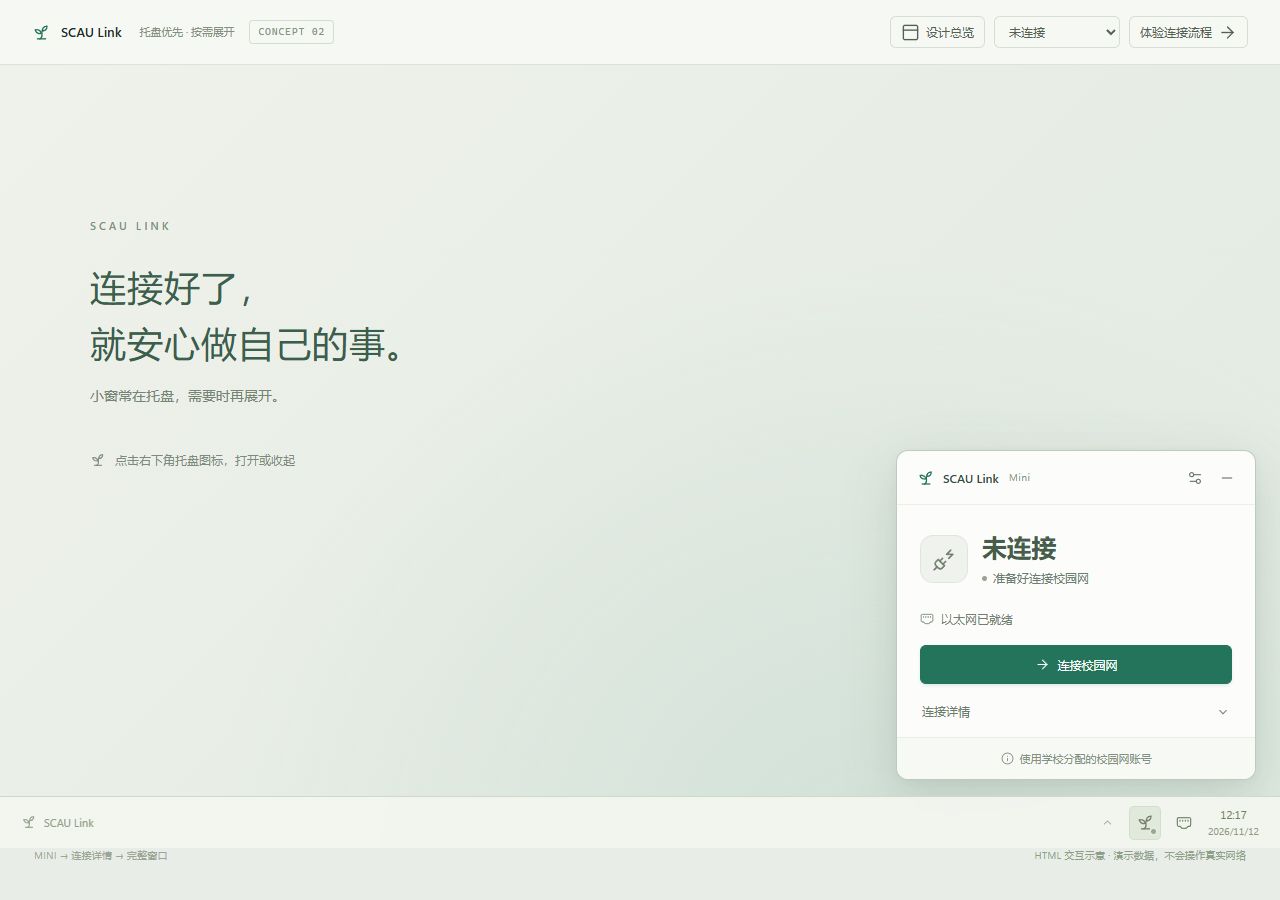 SCAU Link 托盘优先 · 按需展开 CONCEPT 02 设计总览 未连接 体验连接流程
SCAU LINK
连接好了，
就安心做自己的事。
小窗常在托盘，需要时再展开。
点击右下角托盘图标，打开或收起
SCAU Link Mini
未连接
准备好连接校园网
以太网已就绪
连接校园网
连接详情
使用学校分配的校园网账号
SCAU Link
12:17
2026/11/12
MINI → 连接详情 → 完整窗口
HTML 交互示意 · 演示数据，不会操作真实网络